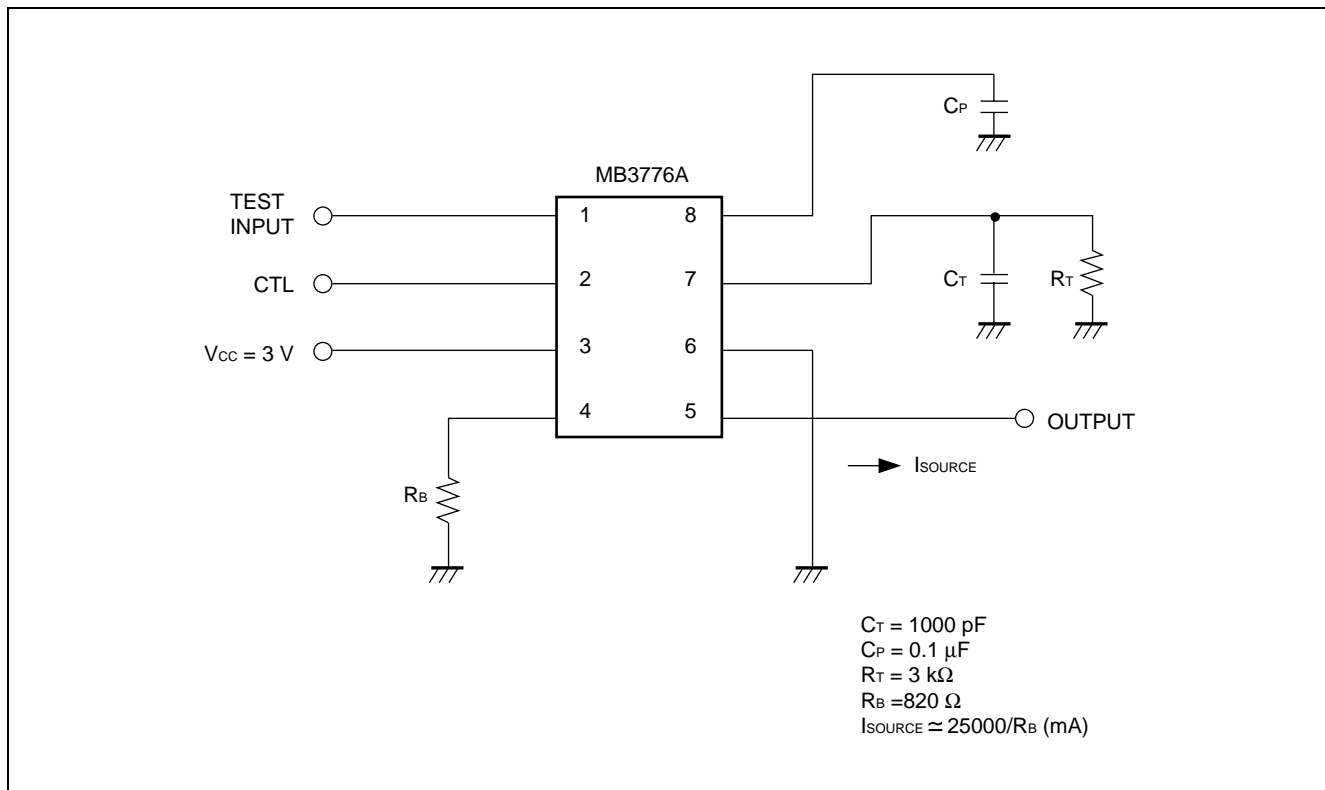 CP
MB3776A
TEST
INPUT
1
8
CTL
2
7
CT
RT
VCC = 3 V
3
6
4
5
OUTPUT
ISOURCE
RB
CT = 1000 pF
CP = 0.1 μF
RT = 3 kΩ
RB =820 Ω
ISOURCE ≃ 25000/RB (mA)